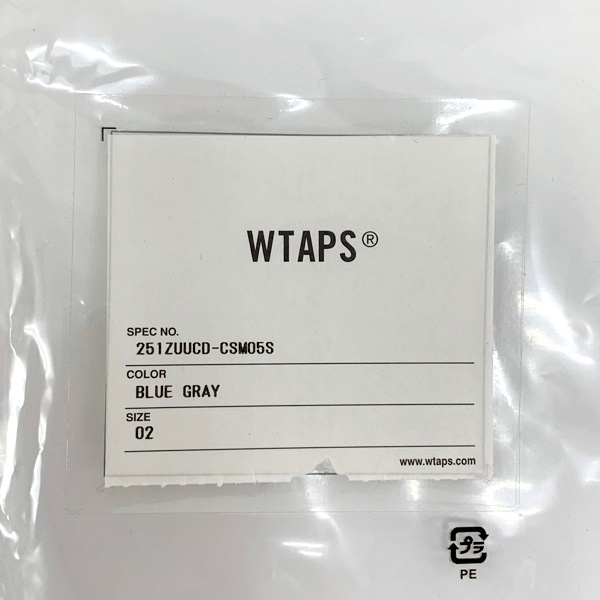 WTAPS®
SPEC NO.
251ZUUCD-CSM05S
COLOR
BLUE GRAY
SIZE
02
www.wtaps.com
プラ
PE